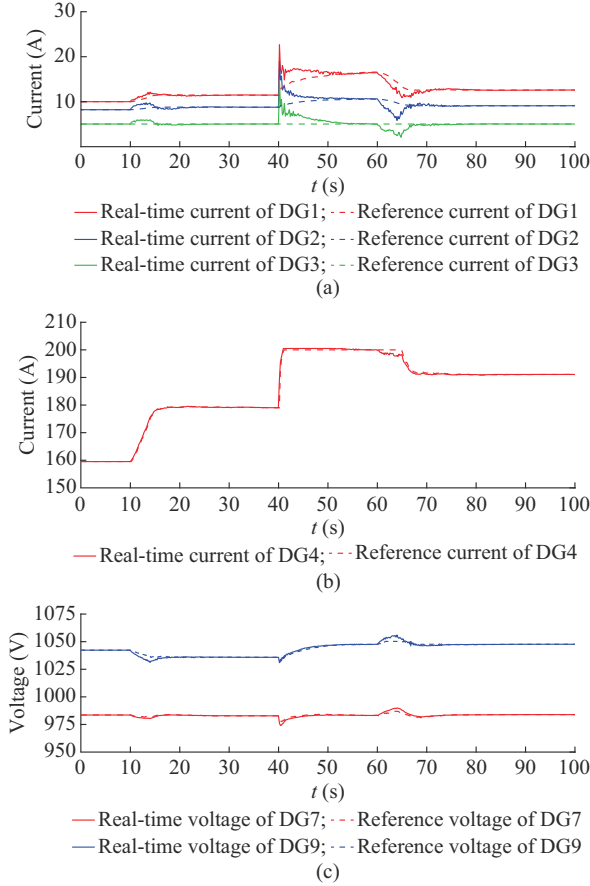 30
20
10
Current (A)
0 10 20 30 40 50 60 70 80 90 100
t (s)
Real-time current of DG1; Reference current of DG1
Real-time current of DG2; Reference current of DG2
Real-time current of DG3; Reference current of DG3
(a)
210
200
190
180
170
160
150
Current (A)
0 10 20 30 40 50 60 70 80 90 100
t (s)
Real-time current of DG4; Reference current of DG4
(b)
1075
1050
1025
1000
975
950
Voltage (V)
0 10 20 30 40 50 60 70 80 90 100
t (s)
Real-time voltage of DG7; Reference voltage of DG7
Real-time voltage of DG9; Reference voltage of DG9
(c)